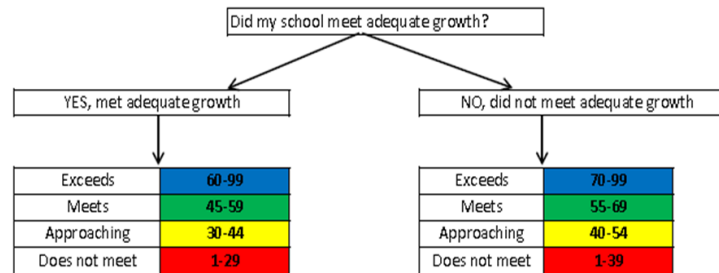 Did my school meet adequate growth?
YES, met adequate growth
NO, did not meet adequate growth
Exceeds 60-99
Meets 45-59
Approaching 30-44
Does not meet 1-29
Exceeds 70-99
Meets 55-69
Approaching 40-54
Does not meet 1-39